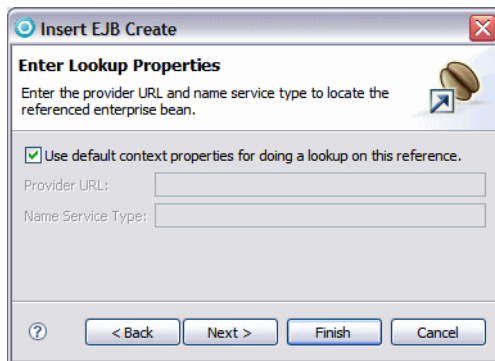 Insert EJB Create
Enter Lookup Properties
Enter the provider URL and name service type to locate the
referenced enterprise bean.
Use default context properties for doing a lookup on this reference.
Provider URL:
Name Service Type:
? < Back Next > Finish Cancel